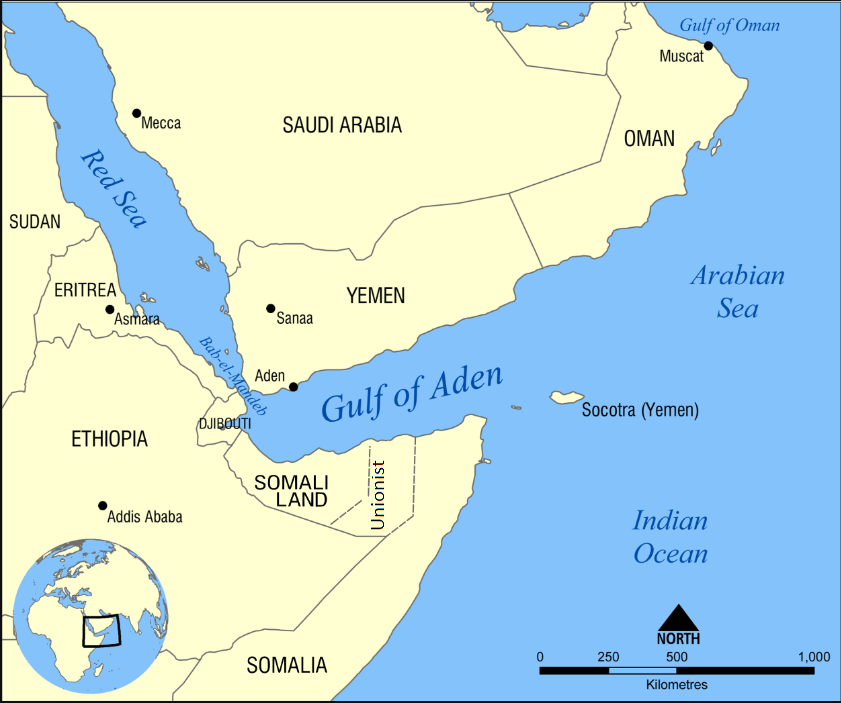 Gulf of Oman
Muscat
Mecca
SAUDI ARABIA
OMAN
Red Sea
SUDAN
Arabian
Sea
ERITREA
YEMEN
Asmara
Sanaa
Bab-el-Mandeb
Aden
Gulf of Aden
Socotra (Yemen)
DJIBOUTI
ETHIOPIA
SOMALI
LAND
Unionist
Addis Ababa
Indian
Ocean
NORTH
0 250 500 1,000
Kilometres
SOMALIA